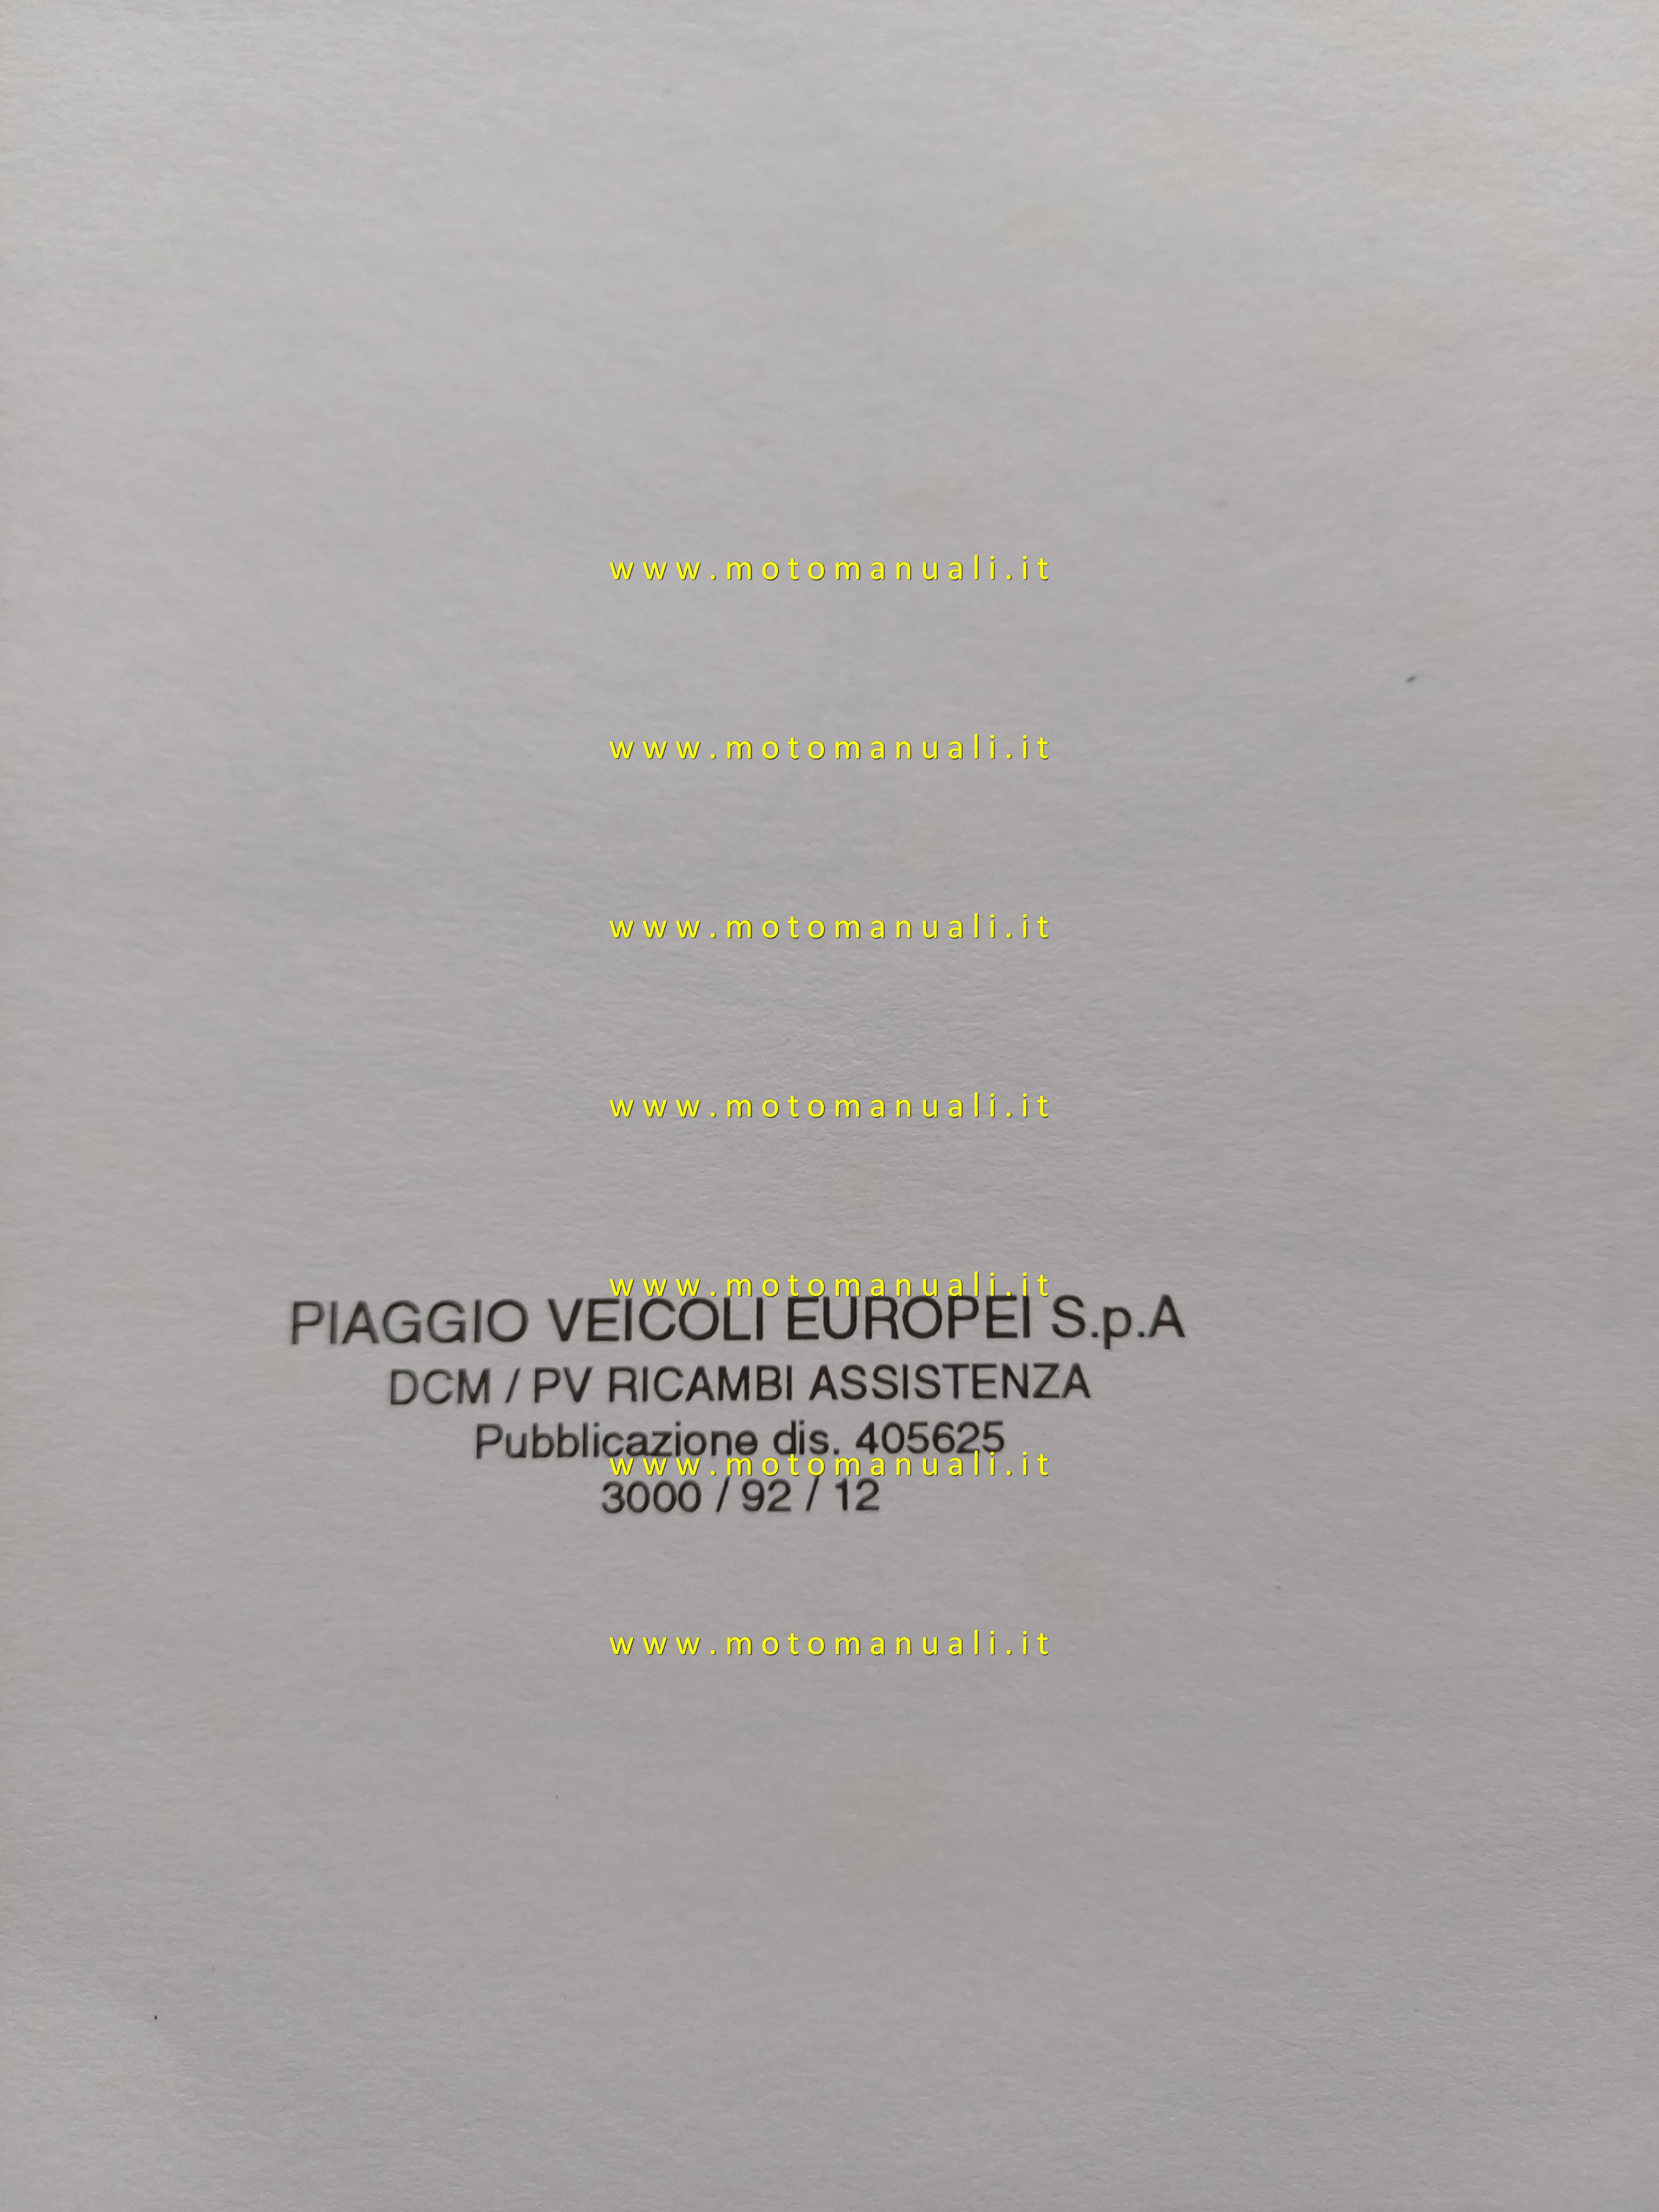 www.motomanuali.it
www.motomanuali.it
www.motomanuali.it
www.motomanuali.it
www.motomanuali.it
PIAGGIO VEICOLI EUROPEI S.p.A
DCM / PV RICAMBI ASSISTENZA
Pubblicazione dis. 405625
www.motomanuali.it
3000 / 92 / 12
www.motomanuali.it